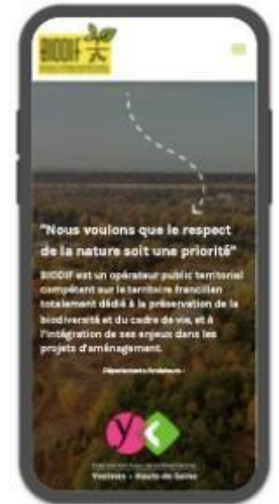 BIODIF
"Nous voulons que le respect
de la nature soit une priorité"
BIODIF est un opérateur public territorial
compétent sur le territoire francilien
totalement dédié à la préservation de la
biodiversité et du cadre de vie, et à
l'intégration de ses enjeux dans les
projets d'aménagement.
Départements fondateurs :
Yvelines - Hauts-de-Seine